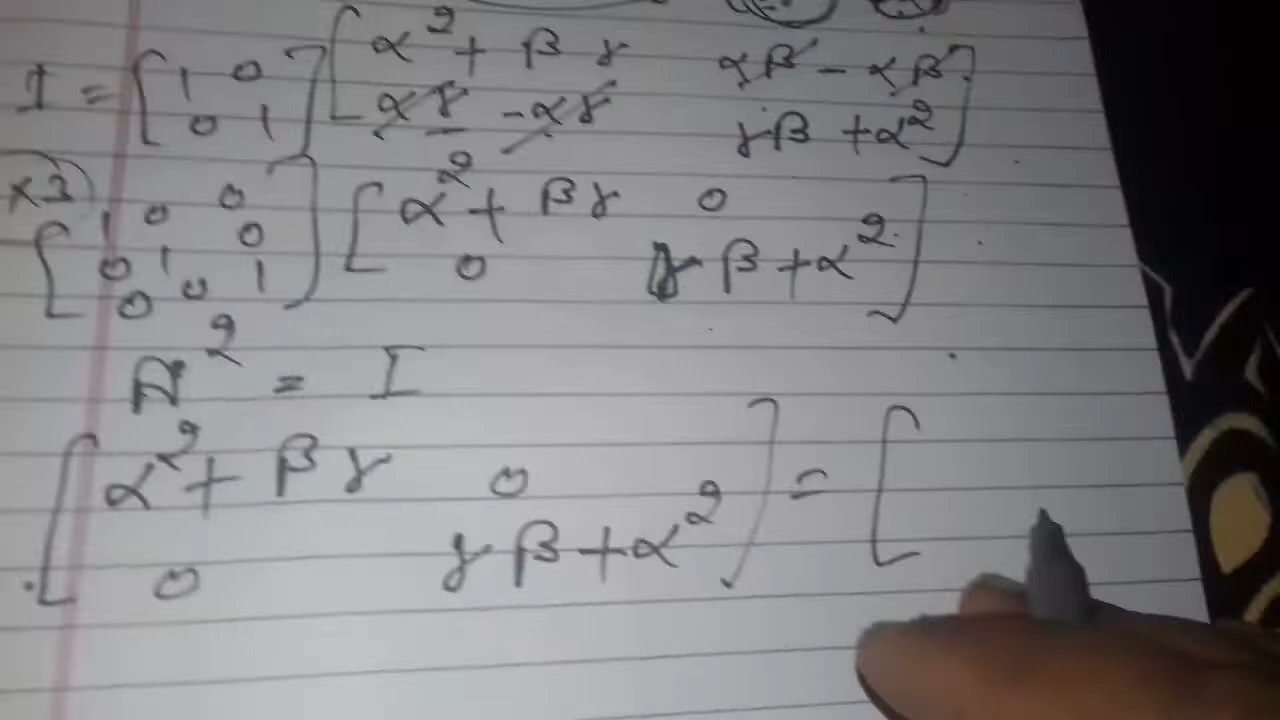 I = [1 0 [α² + βγ αβ - αβ]
0 1] αγ - αγ γβ + α²]
×3) [1 0 0 [α² + βγ 0
0 1 0 0 γβ + α²]
0 0 1]
A² = I
[α² + βγ 0 ] = [
0 γβ + α²]